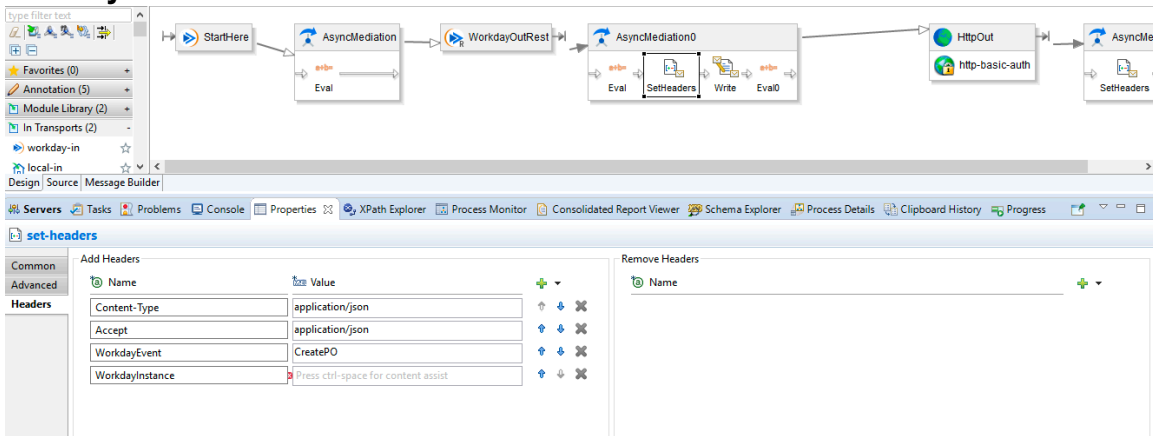 type filter text
Favorites (0)
Annotation (5)
Module Library (2)
In Transports (2)
workday-in
local-in
StartHere
AsyncMediation
Eval
WorkdayOutRest
AsyncMediation0
Eval
SetHeaders
Write
Eval0
HttpOut
http-basic-auth
AsyncMe
SetHeaders
Design Source Message Builder
Servers Tasks Problems Console Properties XPath Explorer Process Monitor Consolidated Report Viewer Schema Explorer Process Details Clipboard History Progress
set-headers
Common
Advanced
Headers
Add Headers
Name Value
Content-Type application/json
Accept application/json
WorkdayEvent CreatePO
WorkdayInstance Press ctrl-space for content assist
Remove Headers
Name